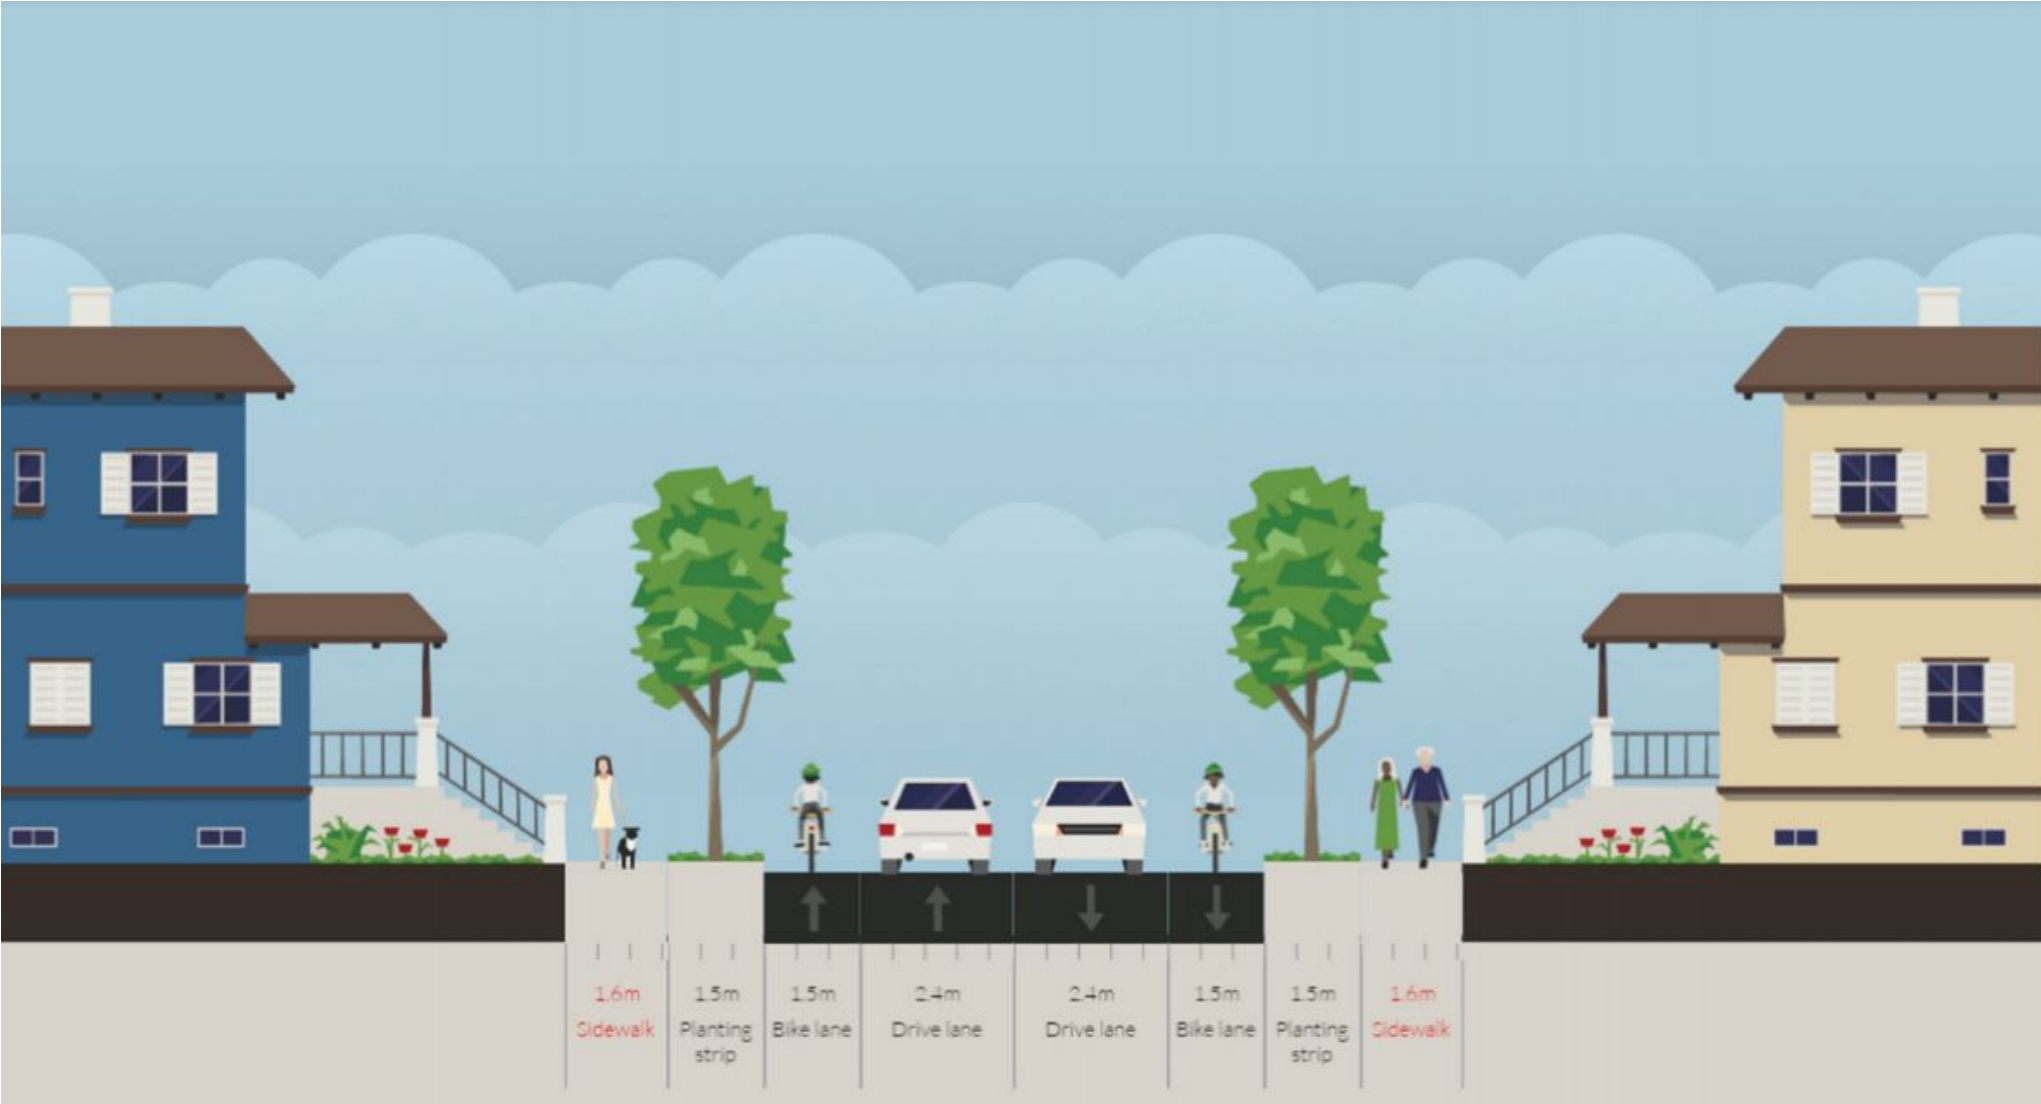 1.6m
Sidewalk
1.5m
Planting
strip
1.5m
Bike lane
2.4m
Drive lane
2.4m
Drive lane
1.5m
Bike lane
1.5m
Planting
strip
1.6m
Sidewalk